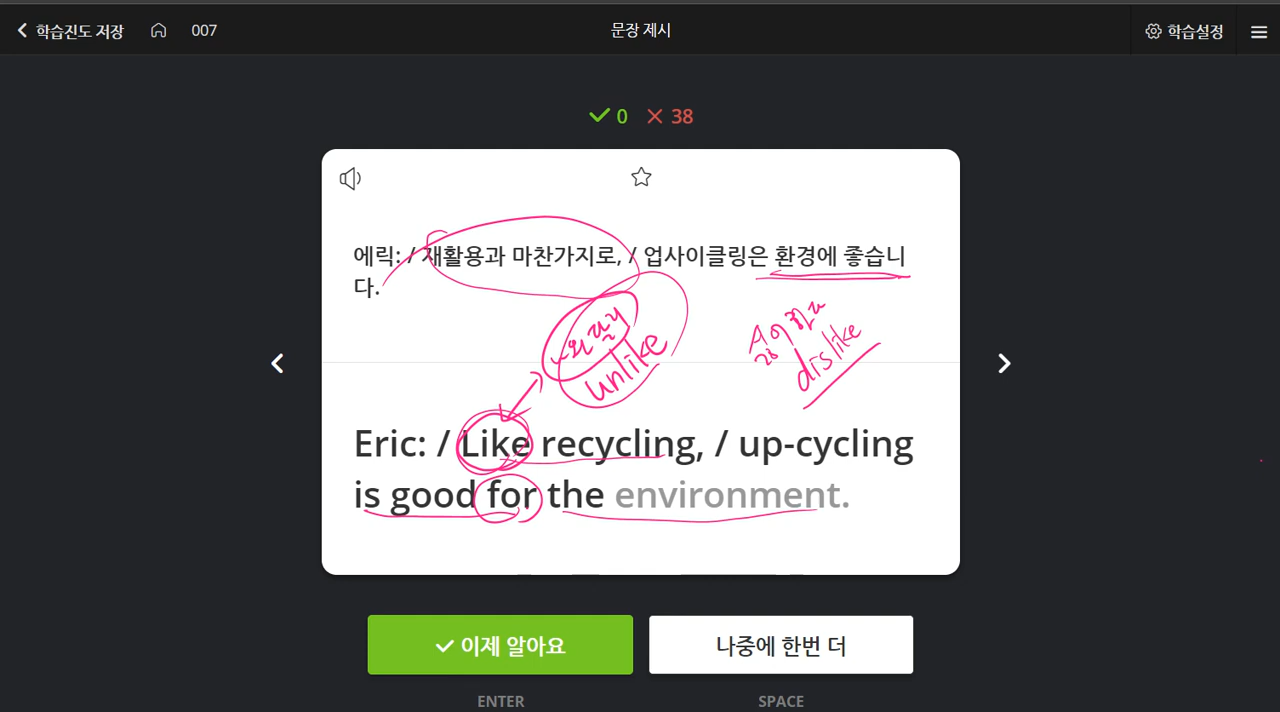 학습진도 저장 007 문장 제시 학습설정
0 38
에릭: / 재활용과 마찬가지로, / 업사이클링은 환경에 좋습니
다.
~와 달리
unlike
싫어하다
dislike
Eric: / Like recycling, / up-cycling
is good for the environment.
이제 알아요 나중에 한번 더
ENTER SPACE